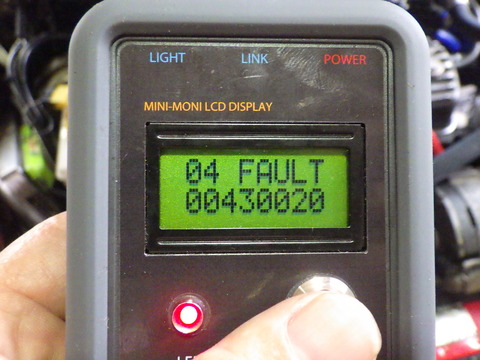 LIGHT LINK POWER
MINI-MONI LCD DISPLAY
04 FAULT
00430020